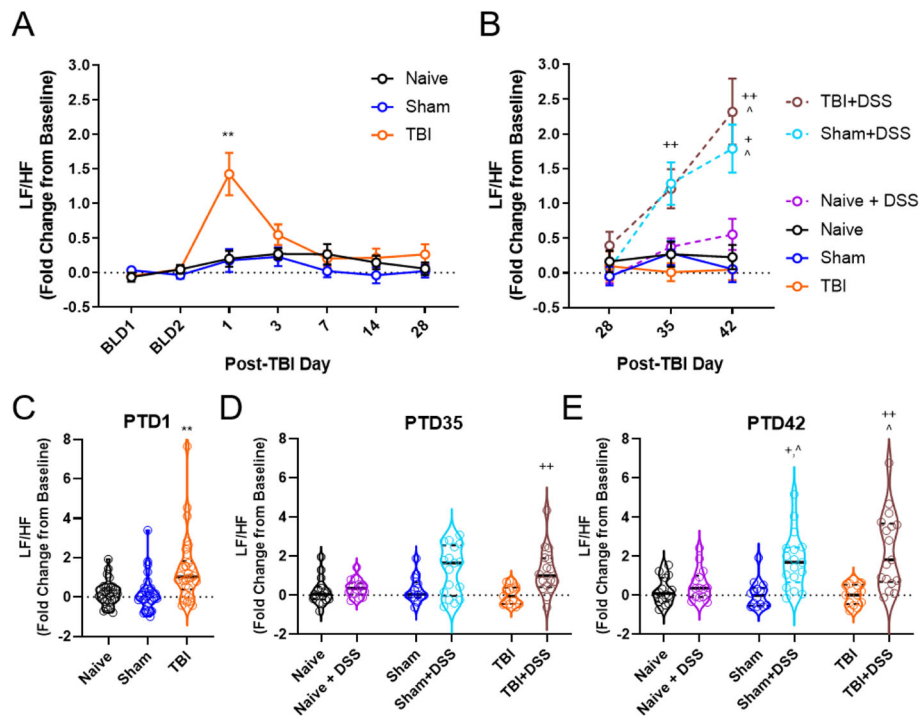 A
LF/HF
(Fold Change from Baseline)
3.0
2.5
2.0
1.5
1.0
0.5
0.0
-0.5
**
Naive
Sham
TBI
BLD1
BLD2
1
3
7
14
28
Post-TBI Day
B
LF/HF
(Fold Change from Baseline)
3.0
2.5
2.0
1.5
1.0
0.5
0.0
-0.5
++
++
^
+
^
TBI+DSS
Sham+DSS
Naive + DSS
Naive
Sham
TBI
28
35
42
Post-TBI Day
C
PTD1
LF/HF
(Fold Change from Baseline)
8
6
4
2
0
-2
**
Naive
Sham
TBI
D
PTD35
LF/HF
(Fold Change from Baseline)
8
6
4
2
0
-2
++
Naive
Naive + DSS
Sham
Sham+DSS
TBI
TBI+DSS
E
PTD42
LF/HF
(Fold Change from Baseline)
8
6
4
2
0
-2
+,^
++
^
Naive
Naive + DSS
Sham
Sham+DSS
TBI
TBI+DSS